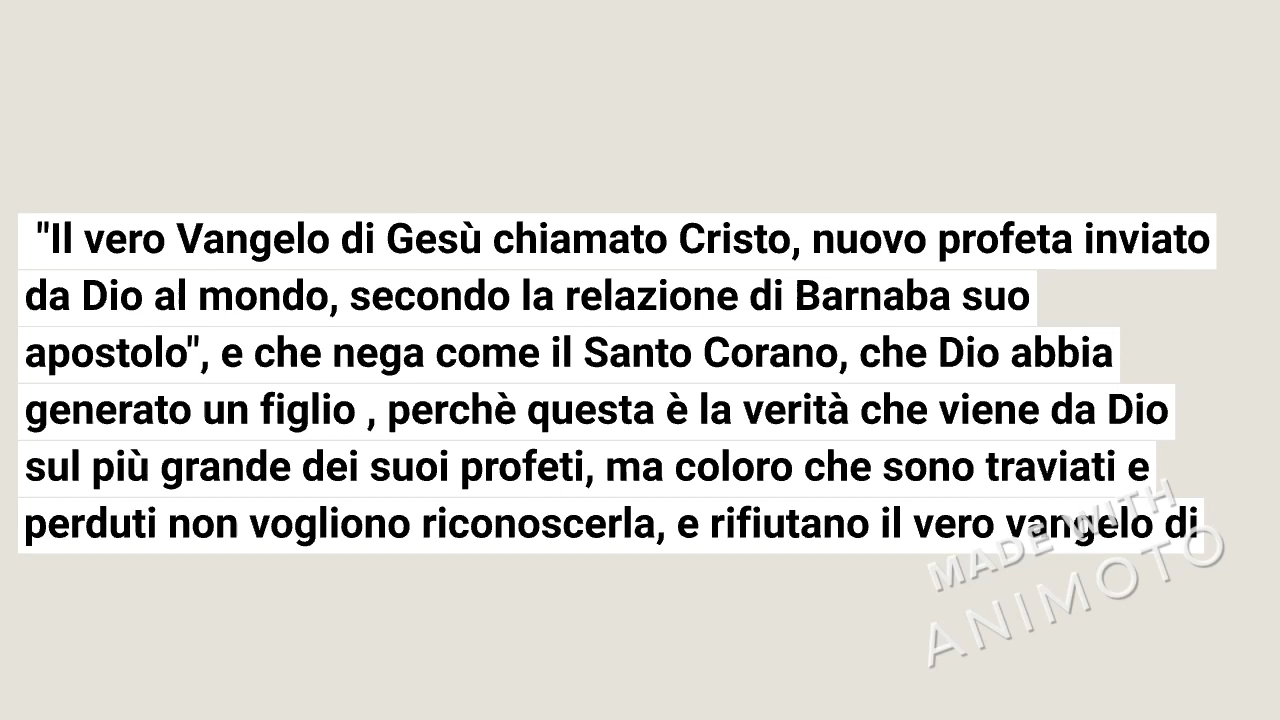 "Il vero Vangelo di Gesù chiamato Cristo, nuovo profeta inviato
da Dio al mondo, secondo la relazione di Barnaba suo
apostolo", e che nega come il Santo Corano, che Dio abbia
generato un figlio , perchè questa è la verità che viene da Dio
sul più grande dei suoi profeti, ma coloro che sono traviati e
perduti non vogliono riconoscerla, e rifiutano il vero vangelo di
MADE WITH
ANIMOTO